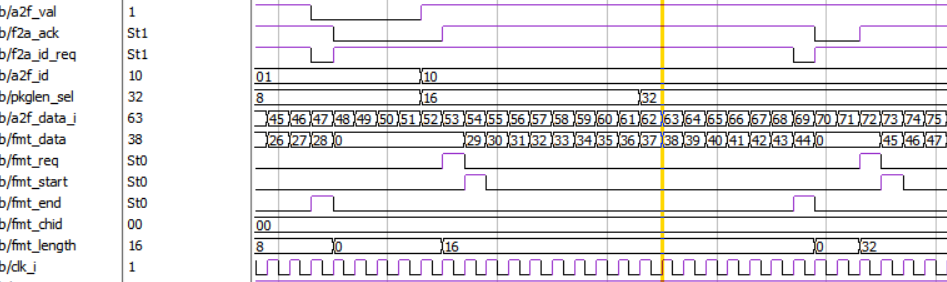 b/a2f_val 1
b/f2a_ack St1
b/f2a_id_req St1
b/a2f_id 10 01 10
b/pkglen_sel 32 8 16 32
b/a2f_data_i 63 45 46 47 48 49 50 51 52 53 54 55 56 57 58 59 60 61 62 63 64 65 66 67 68 69 70 71 72 73 74 75
b/fmt_data 38 26 27 28 0 29 30 31 32 33 34 35 36 37 38 39 40 41 42 43 44 0 45 46 47
b/fmt_req St0
b/fmt_start St0
b/fmt_end St0
b/fmt_chid 00 00
b/fmt_length 16 8 0 16 0 32
b/clk_i 1